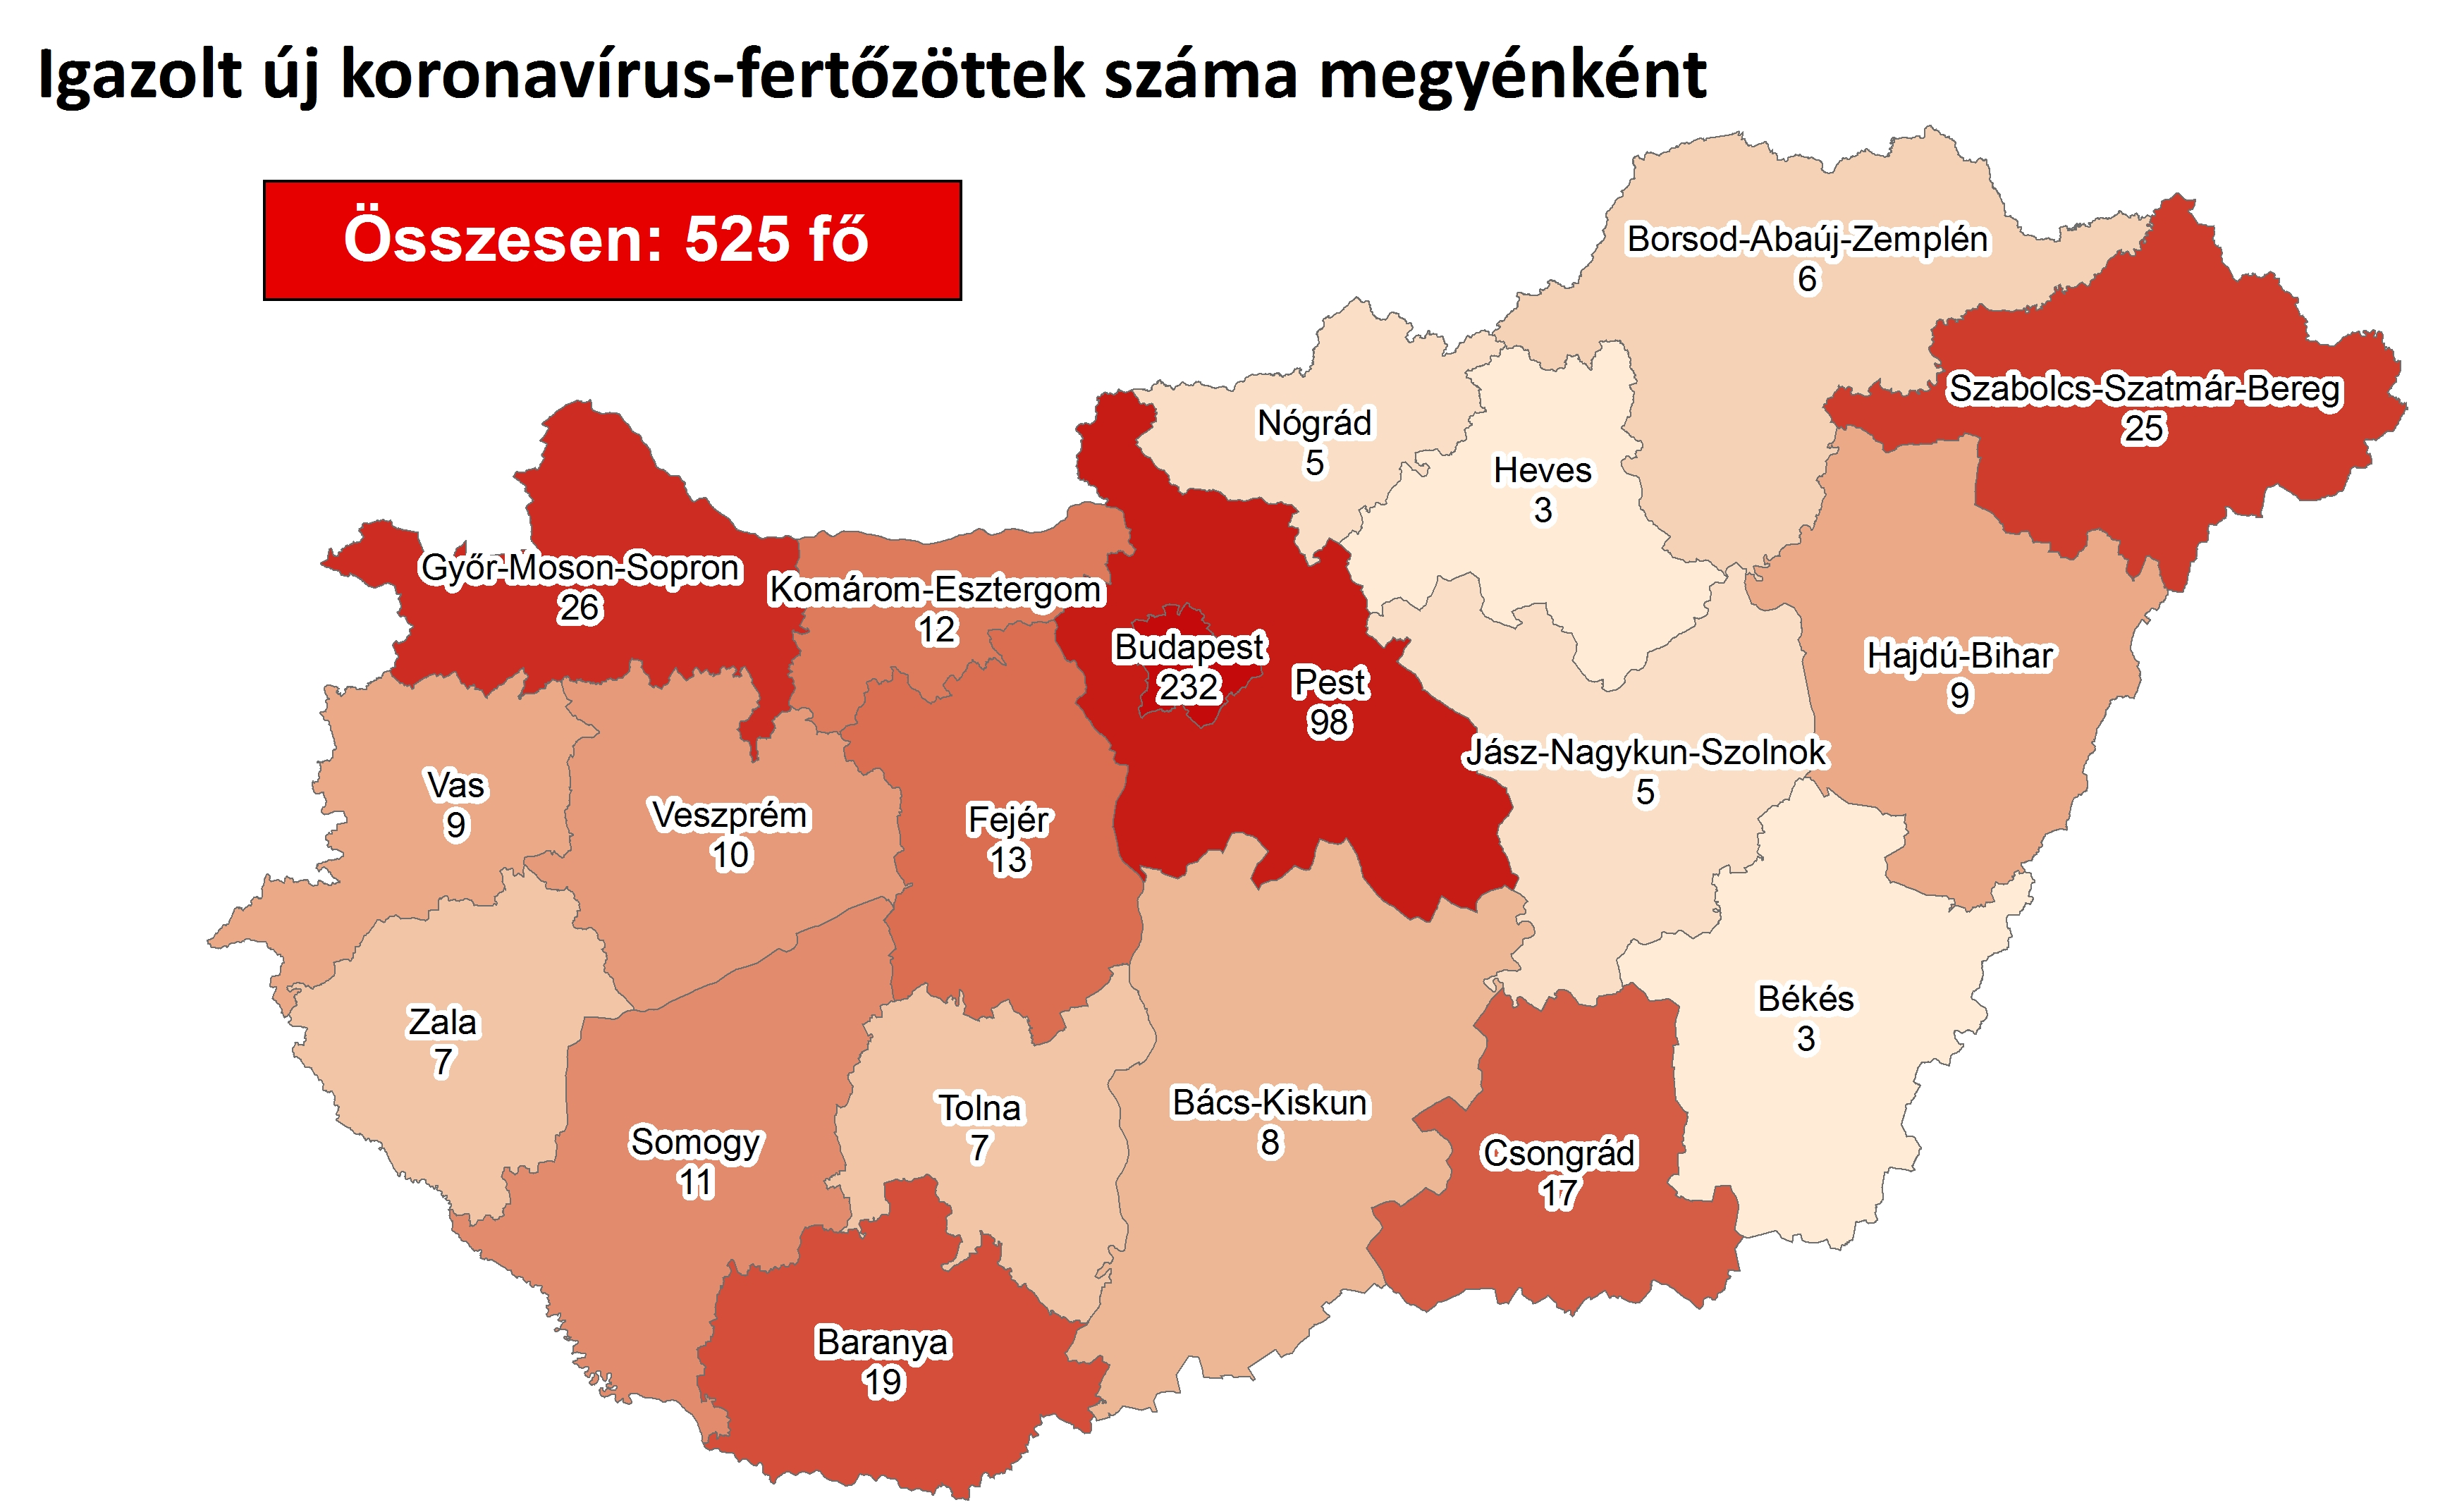 Igazolt új koronavírus-fertőzöttek száma megyénként
Összesen: 525 fő
Borsod-Abaúj-Zemplén
6
Szabolcs-Szatmár-Bereg
25
Nógrád
5
Heves
3
Győr-Moson-Sopron
26
Komárom-Esztergom
12
Budapest
232
Pest
98
Hajdú-Bihar
9
Jász-Nagykun-Szolnok
5
Vas
9
Veszprém
10
Fejér
13
Zala
7
Békés
3
Tolna
7
Bács-Kiskun
8
Somogy
11
Csongrád
17
Baranya
19